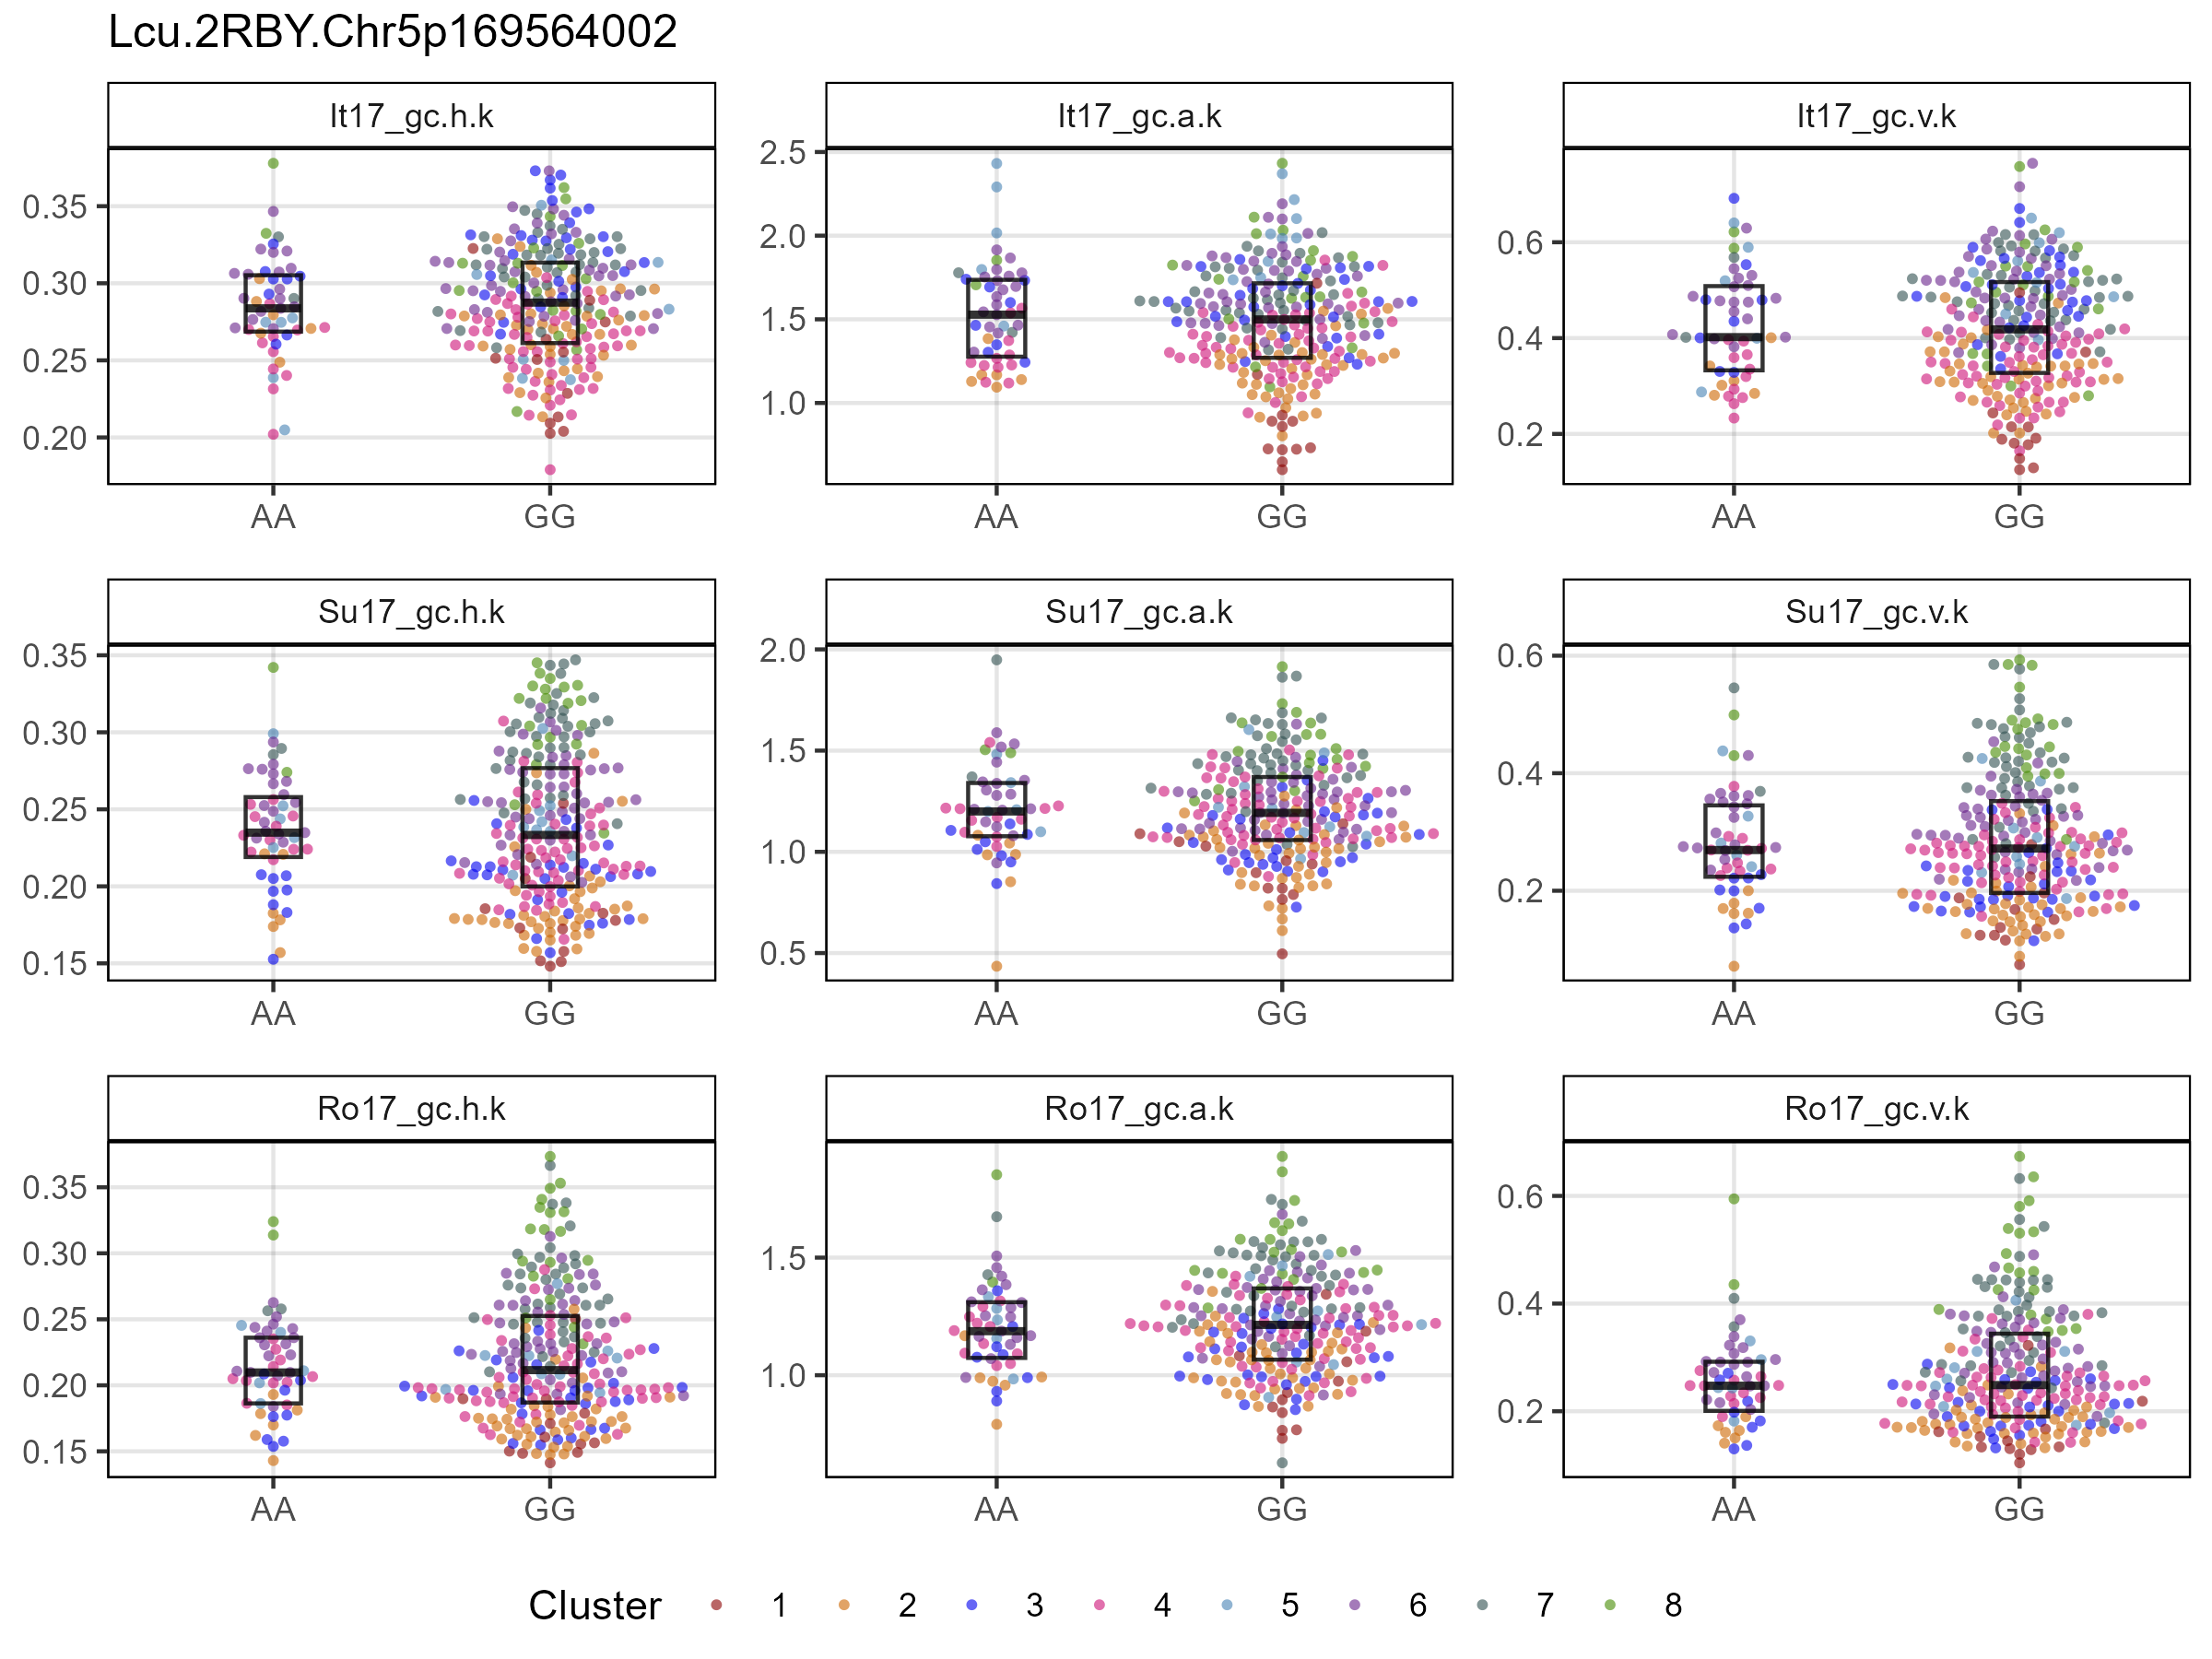 Lcu.2RBY.Chr5p169564002
It17_gc.h.k
It17_gc.a.k
It17_gc.v.k
0.35
0.30
0.25
0.20
AA
GG
2.5
2.0
1.5
1.0
AA
GG
0.6
0.4
0.2
AA
GG
Su17_gc.h.k
Su17_gc.a.k
Su17_gc.v.k
0.35
0.30
0.25
0.20
0.15
AA
GG
2.0
1.5
1.0
0.5
AA
GG
0.6
0.4
0.2
AA
GG
Ro17_gc.h.k
Ro17_gc.a.k
Ro17_gc.v.k
0.35
0.30
0.25
0.20
0.15
AA
GG
1.5
1.0
AA
GG
0.6
0.4
0.2
AA
GG
Cluster 1 2 3 4 5 6 7 8